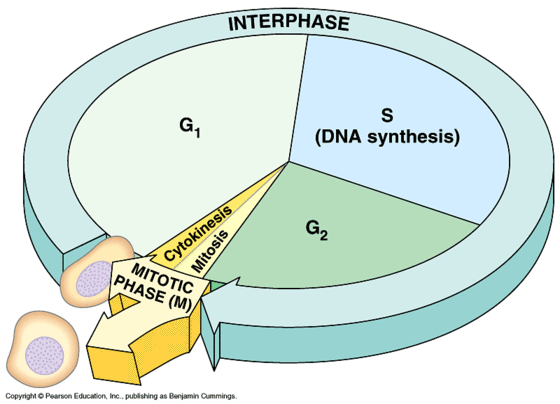 INTERPHASE
G₁
S
(DNA synthesis)
G₂
Cytokinesis
Mitosis
MITOTIC
PHASE (M)
Copyright © Pearson Education, Inc., publishing as Benjamin Cummings.